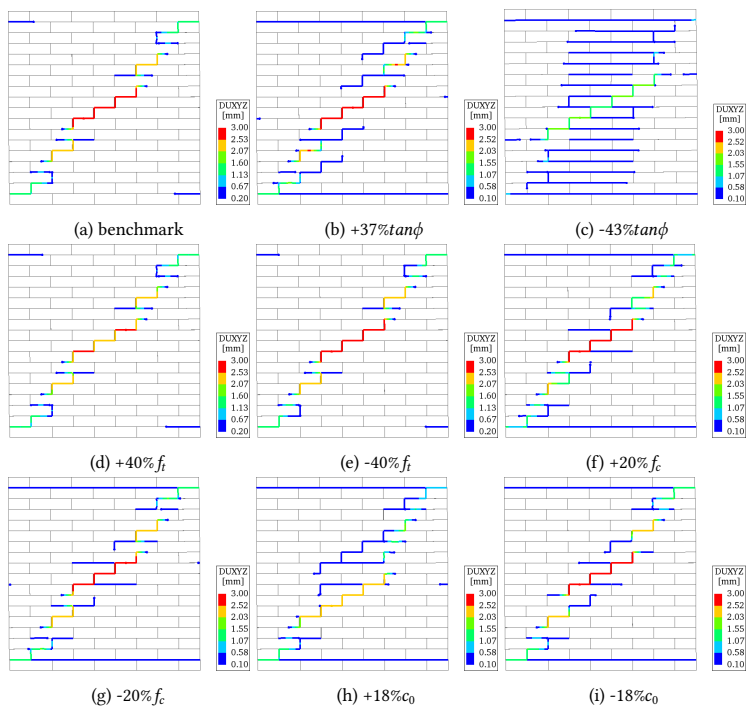 DUXYZ
[mm]
3.00
2.53
2.07
1.60
1.13
0.67
0.20
(a) benchmark
DUXYZ
[mm]
3.00
2.52
2.03
1.55
1.07
0.58
0.10
(b) +37%tanϕ
DUXYZ
[mm]
3.00
2.52
2.03
1.55
1.07
0.58
0.10
(c) -43%tanϕ
DUXYZ
[mm]
3.00
2.53
2.07
1.60
1.13
0.67
0.20
(d) +40%fₜ
DUXYZ
[mm]
3.00
2.53
2.07
1.60
1.13
0.67
0.20
(e) -40%fₜ
DUXYZ
[mm]
3.00
2.52
2.03
1.55
1.07
0.58
0.10
(f) +20%f_c
DUXYZ
[mm]
3.00
2.52
2.03
1.55
1.07
0.58
0.10
(g) -20%f_c
DUXYZ
[mm]
3.00
2.52
2.03
1.55
1.07
0.58
0.10
(h) +18%c₀
DUXYZ
[mm]
3.00
2.52
2.03
1.55
1.07
0.58
0.10
(i) -18%c₀